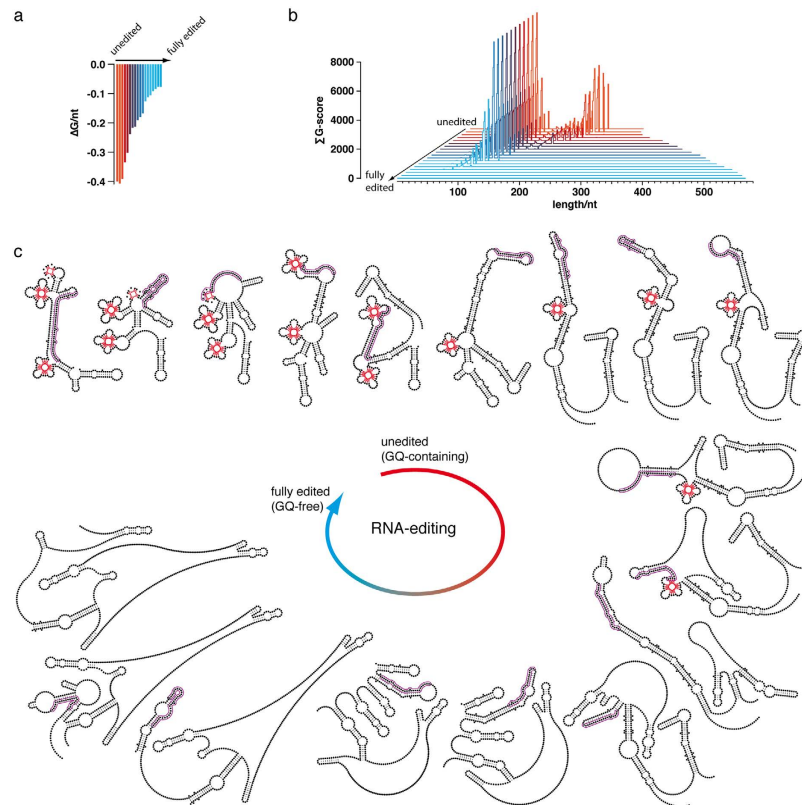 a
unedited
fully edited
0.0
-0.1
-0.2
-0.3
-0.4
ΔG/nt
b
8000
6000
4000
2000
0
∑G-score
unedited
fully
edited
100
200
300
400
500
length/nt
c
unedited
(GQ-containing)
fully edited
(GQ-free)
RNA-editing